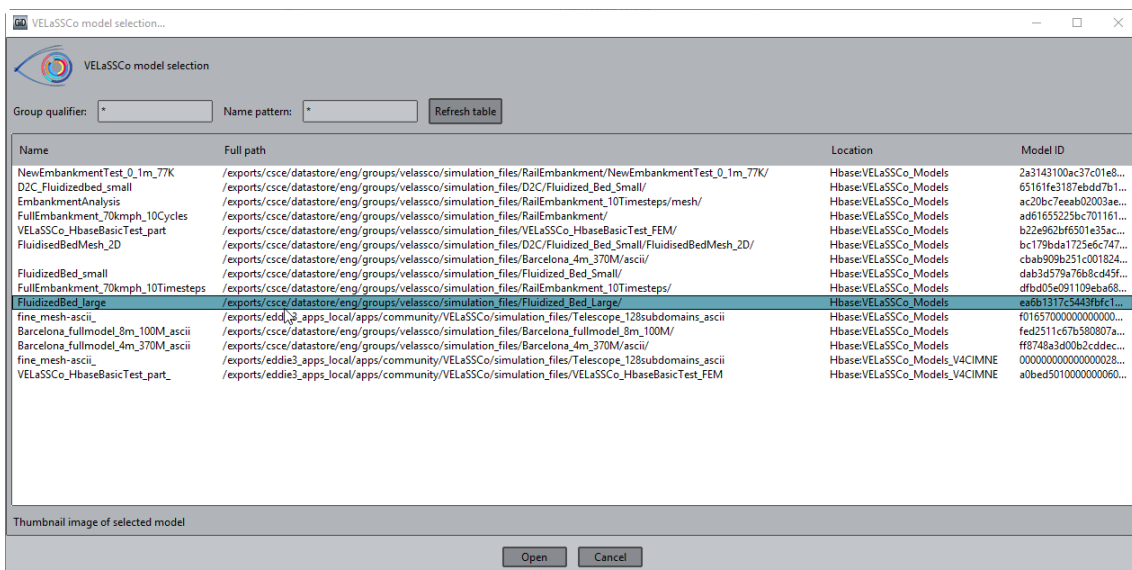 GiD VELaSSCo model selection...
VELaSSCo model selection
Group qualifier: * Name pattern: * Refresh table
Name Full path Location Model ID
NewEmbankmentTest_0_1m_77K /exports/csce/datastore/eng/groups/velassco/simulation_files/RailEmbankment/NewEmbankmentTest_0_1m_77K/ Hbase:VELaSSCo_Models 2a3143100ac37c01e8...
D2C_Fluidizedbed_small /exports/csce/datastore/eng/groups/velassco/simulation_files/D2C/Fluidized_Bed_Small/ Hbase:VELaSSCo_Models 65161fe3187ebdd7b1...
EmbankmentAnalysis /exports/csce/datastore/eng/groups/velassco/simulation_files/RailEmbankment_10Timesteps/mesh/ Hbase:VELaSSCo_Models ac20bc7eeab02003ae...
FullEmbankment_70kmph_10Cycles /exports/csce/datastore/eng/groups/velassco/simulation_files/RailEmbankment/ Hbase:VELaSSCo_Models ad61655225bc701161...
VELaSSCo_HbaseBasicTest_part /exports/csce/datastore/eng/groups/velassco/simulation_files/VELaSSCo_HbaseBasicTest_FEM/ Hbase:VELaSSCo_Models b22e962bf6501e35ac...
FluidisedBedMesh_2D /exports/csce/datastore/eng/groups/velassco/simulation_files/D2C/Fluidized_Bed_Small/FluidisedBedMesh_2D/ Hbase:VELaSSCo_Models bc179bda1725e6c747...
/exports/csce/datastore/eng/groups/velassco/simulation_files/Barcelona_4m_370M/ascii/ Hbase:VELaSSCo_Models cbab909b251c001824...
FluidizedBed_small /exports/csce/datastore/eng/groups/velassco/simulation_files/Fluidized_Bed_Small/ Hbase:VELaSSCo_Models dab3d579a76b8cd45f...
FullEmbankment_70kmph_10Timesteps /exports/csce/datastore/eng/groups/velassco/simulation_files/RailEmbankment_10Timesteps/ Hbase:VELaSSCo_Models dfbd05e091109eba68...
FluidizedBed_large /exports/csce/datastore/eng/groups/velassco/simulation_files/Fluidized_Bed_Large/ Hbase:VELaSSCo_Models ea6b1317c5443fbfc1...
fine_mesh-ascii_ /exports/eddie3_apps_local/apps/community/VELaSSCo/simulation_files/Telescope_128subdomains_ascii Hbase:VELaSSCo_Models f01657000000000000...
Barcelona_fullmodel_8m_100M_ascii /exports/csce/datastore/eng/groups/velassco/simulation_files/Barcelona_fullmodel_8m_100M/ Hbase:VELaSSCo_Models fed2511c67b580807a...
Barcelona_fullmodel_4m_370M_ascii /exports/csce/datastore/eng/groups/velassco/simulation_files/Barcelona_4m_370M/ascii/ Hbase:VELaSSCo_Models ff8748a3d00b2cddec...
fine_mesh-ascii_ /exports/eddie3_apps_local/apps/community/VELaSSCo/simulation_files/Telescope_128subdomains_ascii Hbase:VELaSSCo_Models_V4CIMNE 000000000000000028...
VELaSSCo_HbaseBasicTest_part_ /exports/eddie3_apps_local/apps/community/VELaSSCo/simulation_files/VELaSSCo_HbaseBasicTest_FEM Hbase:VELaSSCo_Models_V4CIMNE a0bed5010000000060...
Thumbnail image of selected model
Open Cancel